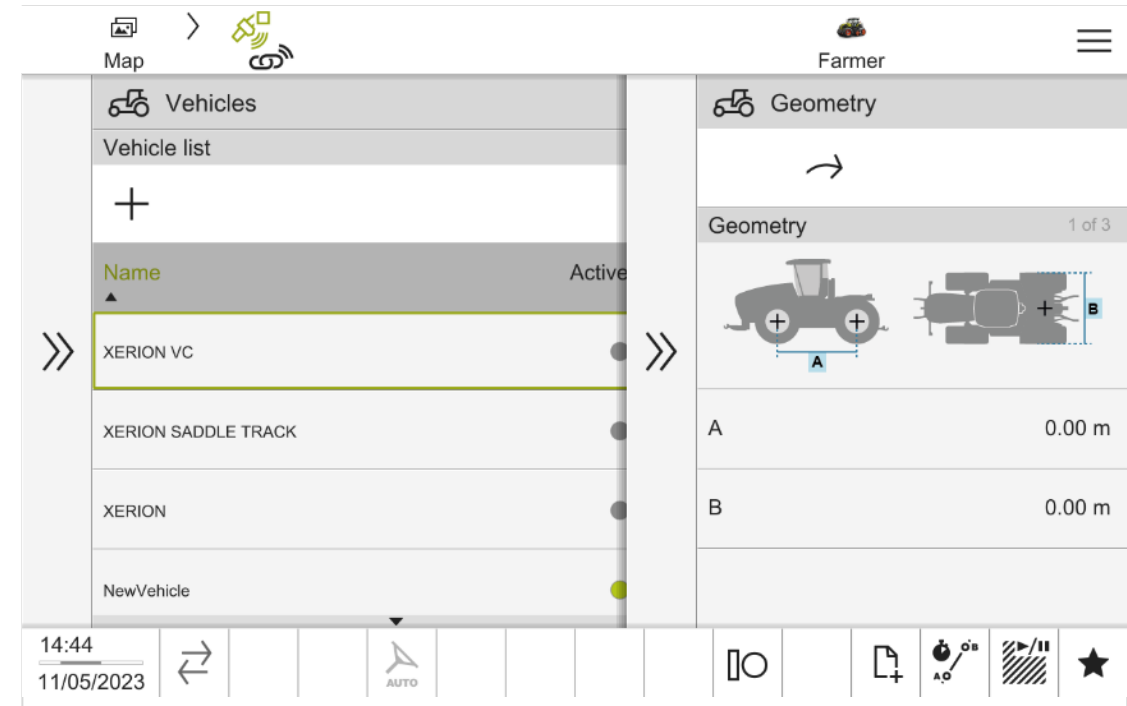 Map
Farmer
Vehicles
Vehicle list
Name
Active
XERION VC
XERION SADDLE TRACK
XERION
NewVehicle
Geometry
Geometry
1 of 3
A
B
A
0.00 m
B
0.00 m
14:44
11/05/2023
AUTO
A
B